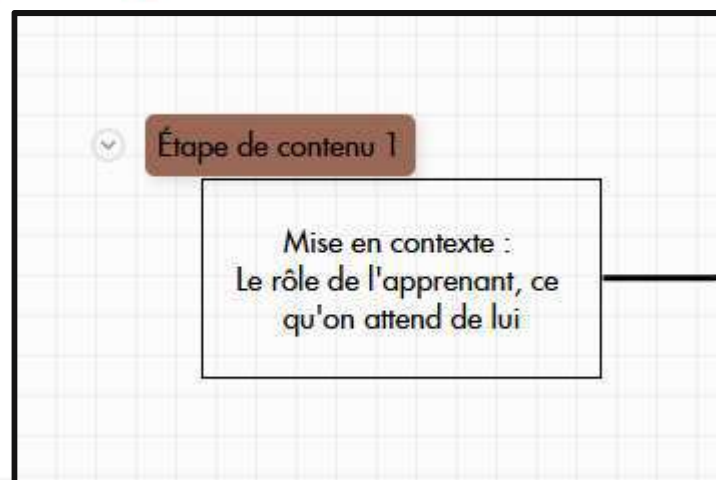 Étape de contenu 1
Mise en contexte :
Le rôle de l'apprenant, ce
qu'on attend de lui